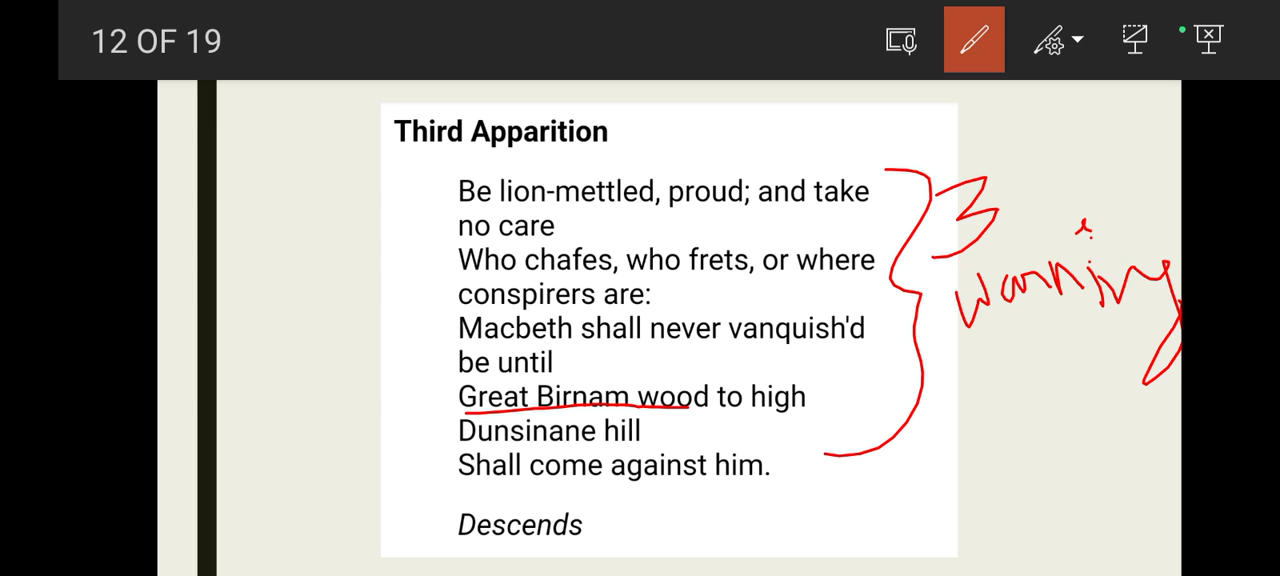 12 OF 19
Third Apparition
Be lion-mettled, proud; and take
no care
Who chafes, who frets, or where
conspirers are:
Macbeth shall never vanquish'd
be until
Great Birnam wood to high
Dunsinane hill
Shall come against him.
Descends
3
warning